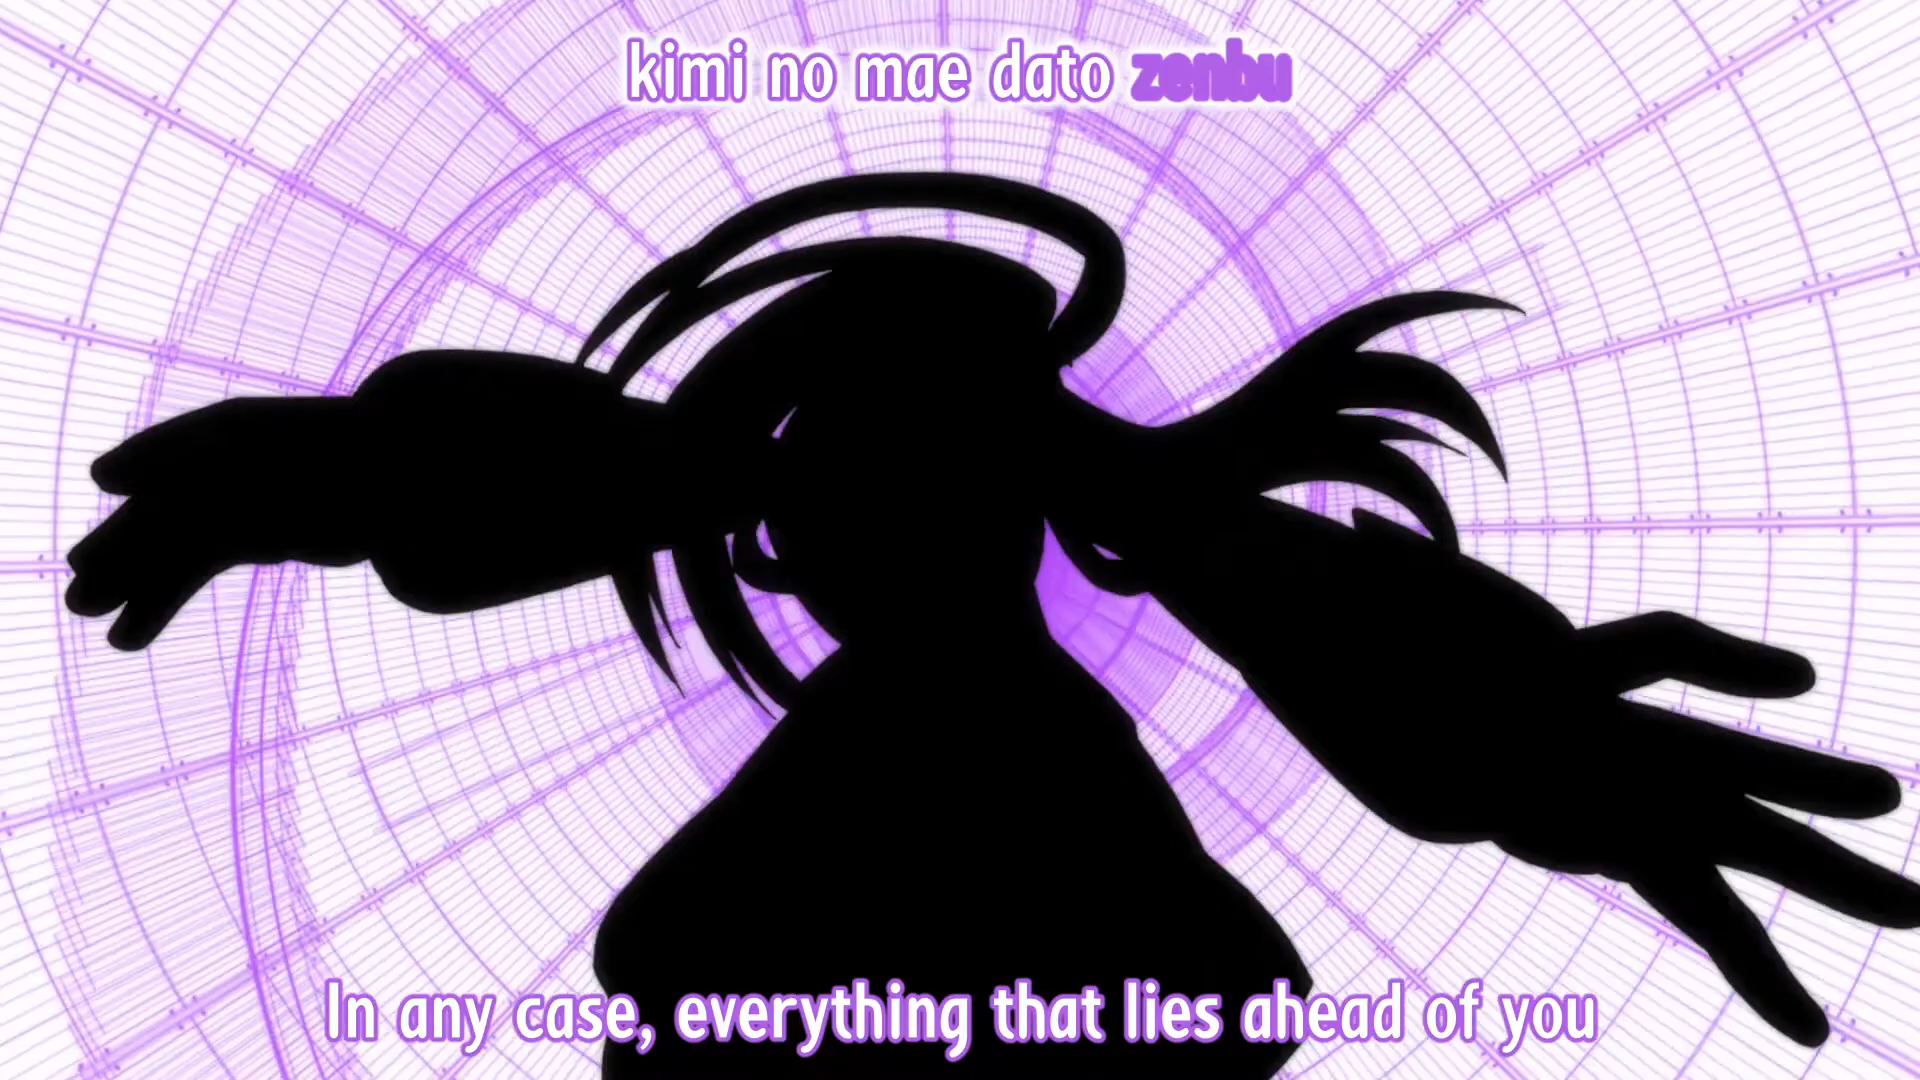 kimi no mae dato zenbu
In any case, everything that lies ahead of you